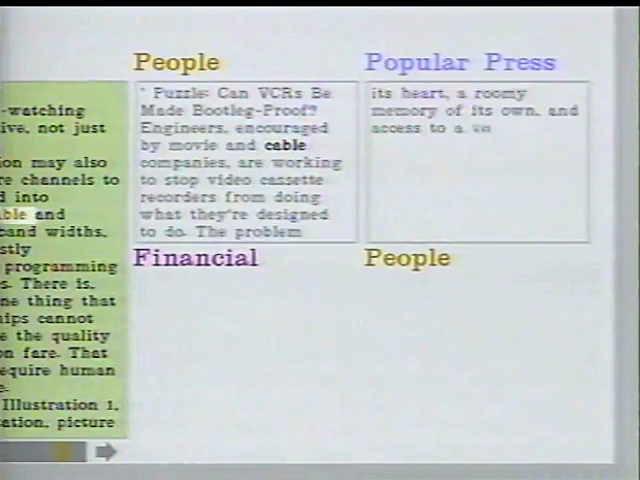 -watching
ive, not just
ion may also
re channels to
d into
able and
band widths.
stly
programming
s. There is,
ne thing that
hips cannot
e the quality
on fare. That
equire human
e.
Illustration 1.
ation, picture
People
" Puzzle: Can VCRs Be
Made Bootleg-Proof?
Engineers, encouraged
by movie and cable
companies, are working
to stop video cassette
recorders from doing
what they're designed
to do. The problem
Financial
Popular Press
its heart, a roomy
memory of its own, and
access to a
People